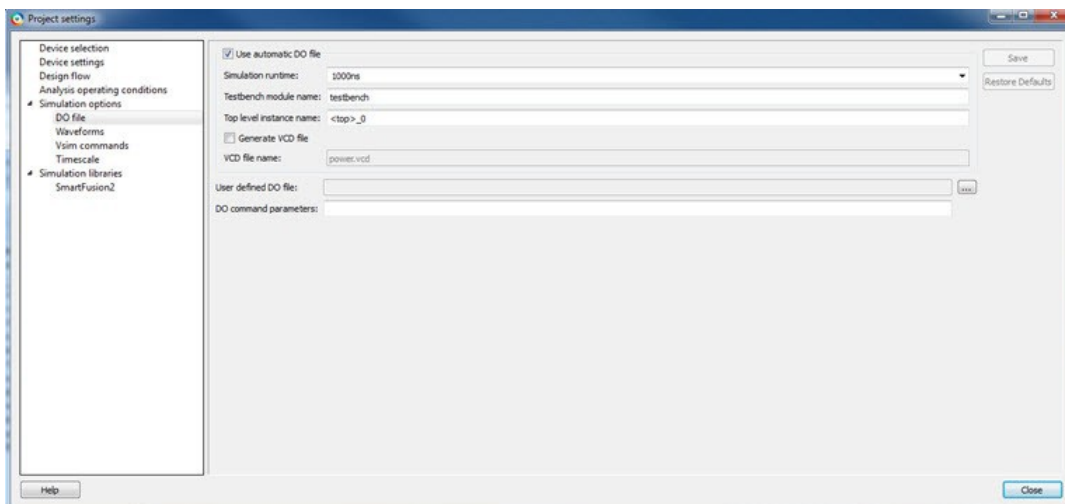 Project settings
Device selection
Device settings
Design flow
Analysis operating conditions
Simulation options
DO file
Waveforms
Vsim commands
Timescale
Simulation libraries
SmartFusion2
Use automatic DO file
Simulation runtime: 1000ns
Testbench module name: testbench
Top level instance name: <top>_0
Generate VCD file
VCD file name: power.vcd
User defined DO file: ...
DO command parameters:
Save
Restore Defaults
Help
Close